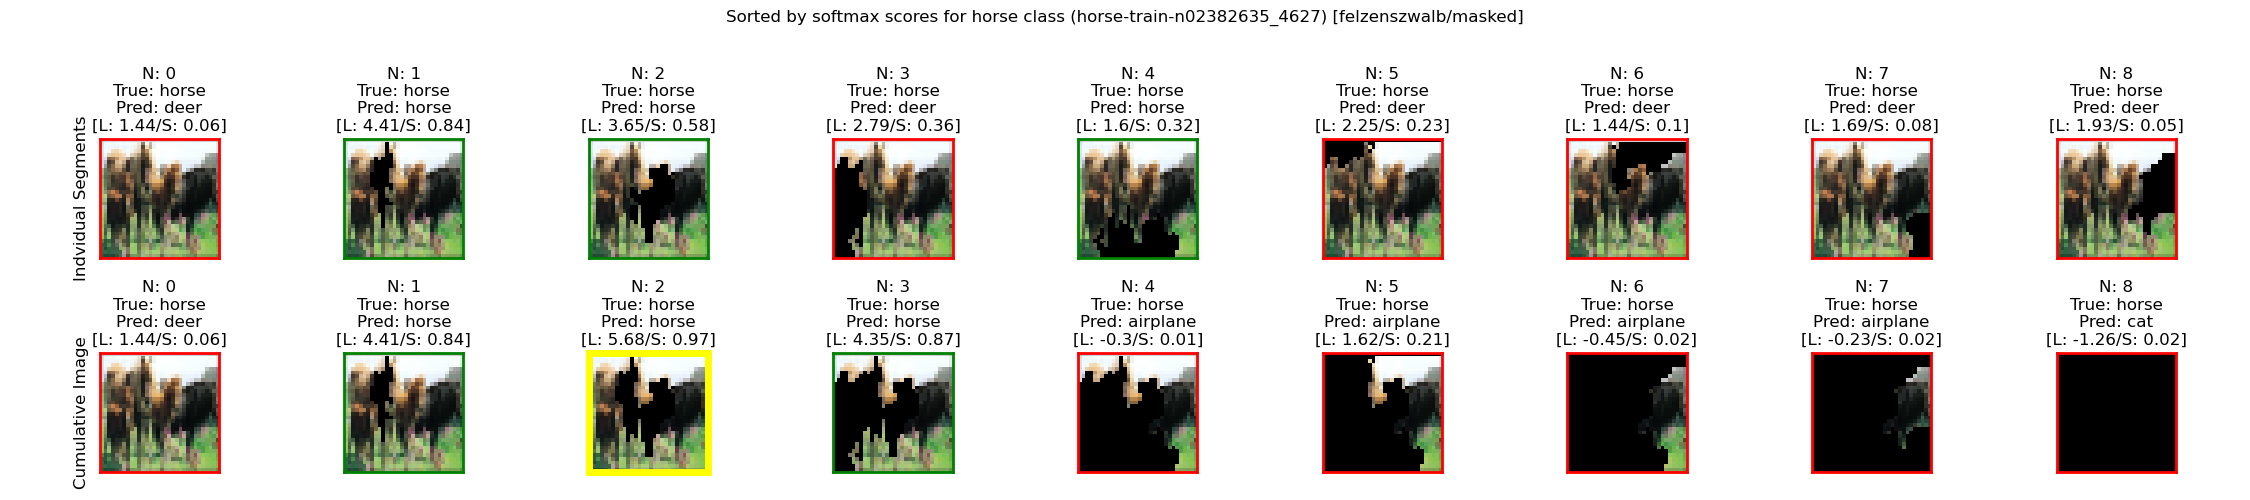 Sorted by softmax scores for horse class (horse-train-n02382635_4627) [felzenszwalb/masked]
Indvidual Segments
N: 0
True: horse
Pred: deer
[L: 1.44/S: 0.06]
N: 1
True: horse
Pred: horse
[L: 4.41/S: 0.84]
N: 2
True: horse
Pred: horse
[L: 3.65/S: 0.58]
N: 3
True: horse
Pred: deer
[L: 2.79/S: 0.36]
N: 4
True: horse
Pred: horse
[L: 1.6/S: 0.32]
N: 5
True: horse
Pred: deer
[L: 2.25/S: 0.23]
N: 6
True: horse
Pred: deer
[L: 1.44/S: 0.1]
N: 7
True: horse
Pred: deer
[L: 1.69/S: 0.08]
N: 8
True: horse
Pred: deer
[L: 1.93/S: 0.05]
Cumulative Image
N: 0
True: horse
Pred: deer
[L: 1.44/S: 0.06]
N: 1
True: horse
Pred: horse
[L: 4.41/S: 0.84]
N: 2
True: horse
Pred: horse
[L: 5.68/S: 0.97]
N: 3
True: horse
Pred: horse
[L: 4.35/S: 0.87]
N: 4
True: horse
Pred: airplane
[L: -0.3/S: 0.01]
N: 5
True: horse
Pred: airplane
[L: 1.62/S: 0.21]
N: 6
True: horse
Pred: airplane
[L: -0.45/S: 0.02]
N: 7
True: horse
Pred: airplane
[L: -0.23/S: 0.02]
N: 8
True: horse
Pred: cat
[L: -1.26/S: 0.02]